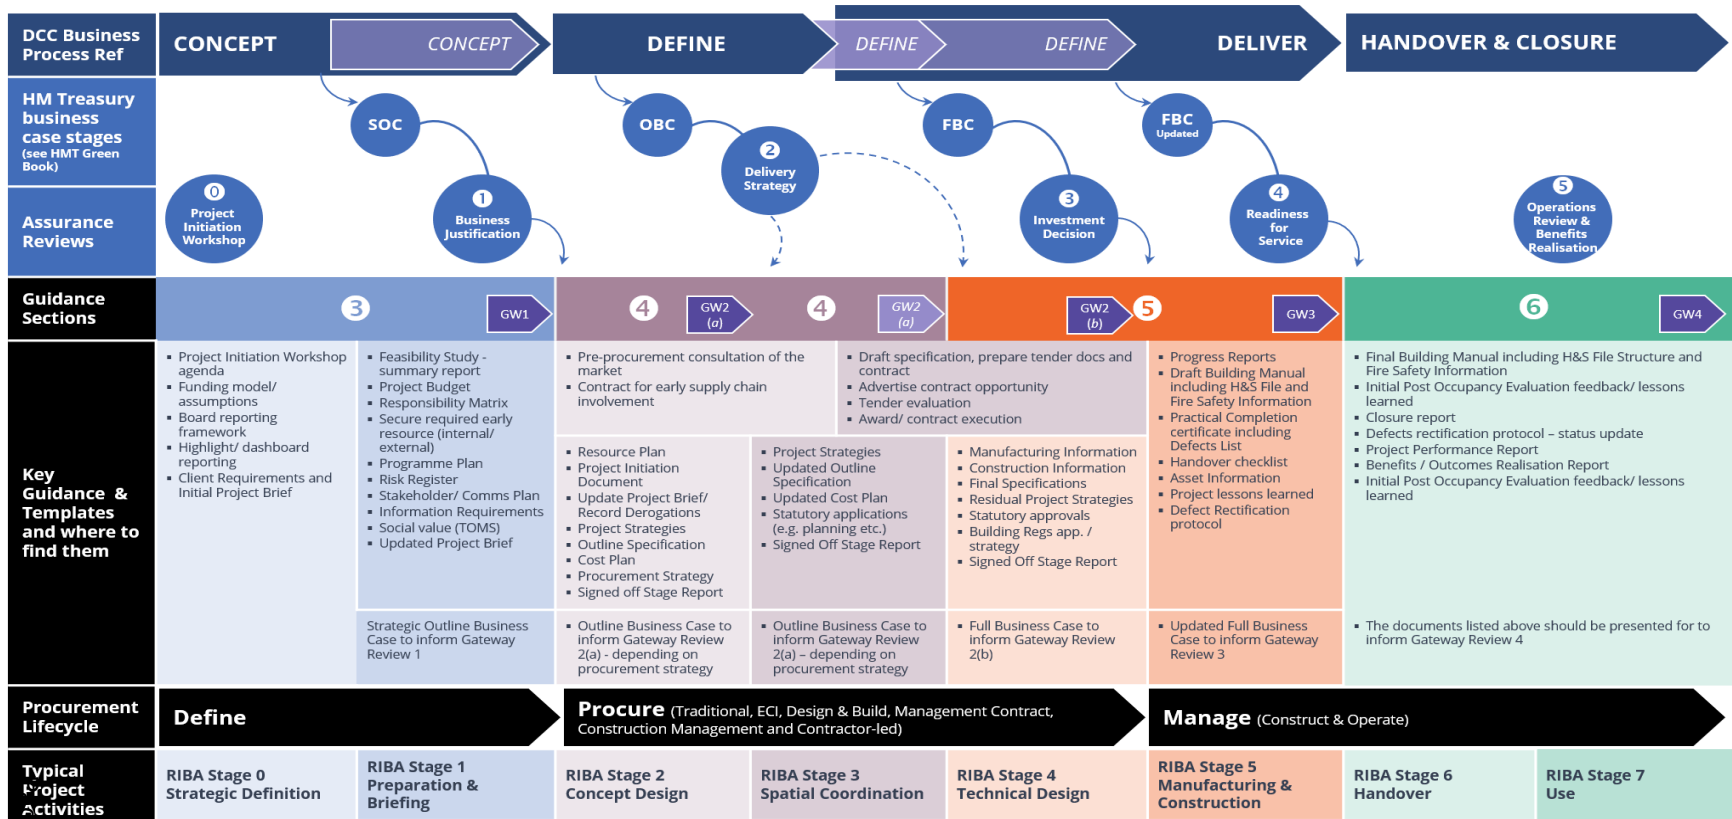 DCC Business
Process Ref
CONCEPT
CONCEPT
DEFINE
DEFINE
DEFINE
DELIVER
HANDOVER & CLOSURE
HM Treasury
business
case stages
(see HMT Green
Book)
SOC
OBC
FBC
FBC
Updated
Assurance
Reviews
0
Project
Initiation
Workshop
1
Business
Justification
2
Delivery
Strategy
3
Investment
Decision
4
Readiness
for
Service
5
Operations
Review &
Benefits
Realisation
Guidance
Sections
3
GW1
4
GW2
(a)
4
GW2
(a)
GW2
(b)
5
GW3
6
GW4
Key
Guidance &
Templates
and where to
find them
▪ Project Initiation Workshop
agenda
▪ Funding model/
assumptions
▪ Board reporting
framework
▪ Highlight/ dashboard
reporting
▪ Client Requirements and
Initial Project Brief
▪ Feasibility Study -
summary report
▪ Project Budget
▪ Responsibility Matrix
▪ Secure required early
resource (internal/
external)
▪ Programme Plan
▪ Risk Register
▪ Stakeholder/ Comms Plan
▪ Information Requirements
▪ Social value (TOMS)
▪ Updated Project Brief
Strategic Outline Business
Case to inform Gateway
Review 1
▪ Pre-procurement consultation of the
market
▪ Contract for early supply chain
involvement
▪ Draft specification, prepare tender docs and
contract
▪ Advertise contract opportunity
▪ Tender evaluation
▪ Award/ contract execution
▪ Resource Plan
▪ Project Initiation
Document
▪ Update Project Brief/
Record Derogations
▪ Project Strategies
▪ Outline Specification
▪ Cost Plan
▪ Procurement Strategy
▪ Signed off Stage Report
▪ Outline Business Case to
inform Gateway Review
2(a) - depending on
procurement strategy
▪ Project Strategies
▪ Updated Outline
Specification
▪ Updated Cost Plan
▪ Statutory applications
(e.g. planning etc.)
▪ Signed Off Stage Report
▪ Outline Business Case to
inform Gateway Review
2(a) – depending on
procurement strategy
▪ Manufacturing Information
▪ Construction Information
▪ Final Specifications
▪ Residual Project Strategies
▪ Statutory approvals
▪ Building Regs app. /
strategy
▪ Signed Off Stage Report
▪ Full Business Case to
inform Gateway Review
2(b)
▪ Progress Reports
▪ Draft Building Manual
including H&S File and
Fire Safety Information
▪ Practical Completion
certificate including
Defects List
▪ Handover checklist
▪ Asset Information
▪ Project lessons learned
▪ Defect Rectification
protocol
▪ Updated Full Business
Case to inform Gateway
Review 3
▪ Final Building Manual including H&S File Structure and
Fire Safety Information
▪ Initial Post Occupancy Evaluation feedback/ lessons
learned
▪ Closure report
▪ Defects rectification protocol – status update
▪ Project Performance Report
▪ Benefits / Outcomes Realisation Report
▪ Initial Post Occupancy Evaluation feedback/ lessons
learned
▪ The documents listed above should be presented for to
inform Gateway Review 4
Procurement
Lifecycle
Define
Procure (Traditional, ECI, Design & Build, Management Contract,
Construction Management and Contractor-led)
Manage (Construct & Operate)
Typical
Project
Activities
RIBA Stage 0
Strategic Definition
RIBA Stage 1
Preparation &
Briefing
RIBA Stage 2
Concept Design
RIBA Stage 3
Spatial Coordination
RIBA Stage 4
Technical Design
RIBA Stage 5
Manufacturing &
Construction
RIBA Stage 6
Handover
RIBA Stage 7
Use